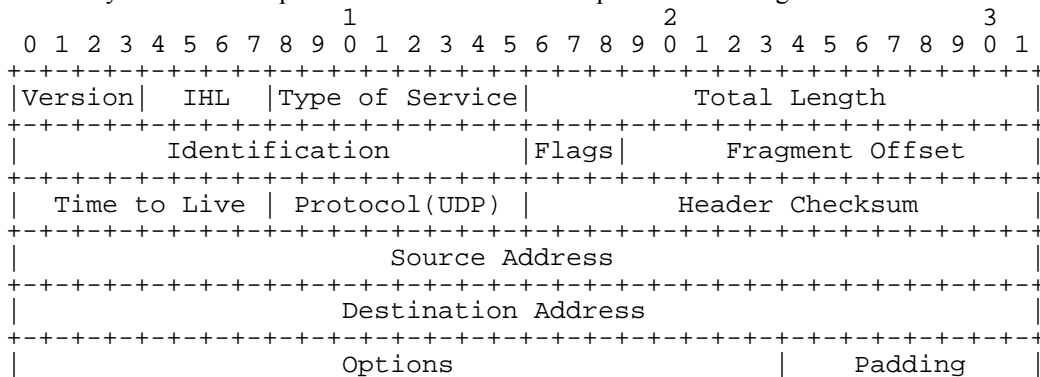 1                   2                   3
 0 1 2 3 4 5 6 7 8 9 0 1 2 3 4 5 6 7 8 9 0 1 2 3 4 5 6 7 8 9 0 1
+-+-+-+-+-+-+-+-+-+-+-+-+-+-+-+-+-+-+-+-+-+-+-+-+-+-+-+-+-+-+-+-+
|Version|  IHL  |Type of Service|          Total Length         |
+-+-+-+-+-+-+-+-+-+-+-+-+-+-+-+-+-+-+-+-+-+-+-+-+-+-+-+-+-+-+-+-+
|         Identification        |Flags|      Fragment Offset    |
+-+-+-+-+-+-+-+-+-+-+-+-+-+-+-+-+-+-+-+-+-+-+-+-+-+-+-+-+-+-+-+-+
|  Time to Live | Protocol(UDP) |         Header Checksum       |
+-+-+-+-+-+-+-+-+-+-+-+-+-+-+-+-+-+-+-+-+-+-+-+-+-+-+-+-+-+-+-+-+
|                       Source Address                          |
+-+-+-+-+-+-+-+-+-+-+-+-+-+-+-+-+-+-+-+-+-+-+-+-+-+-+-+-+-+-+-+-+
|                    Destination Address                        |
+-+-+-+-+-+-+-+-+-+-+-+-+-+-+-+-+-+-+-+-+-+-+-+-+-+-+-+-+-+-+-+-+
|                    Options                    |    Padding    |